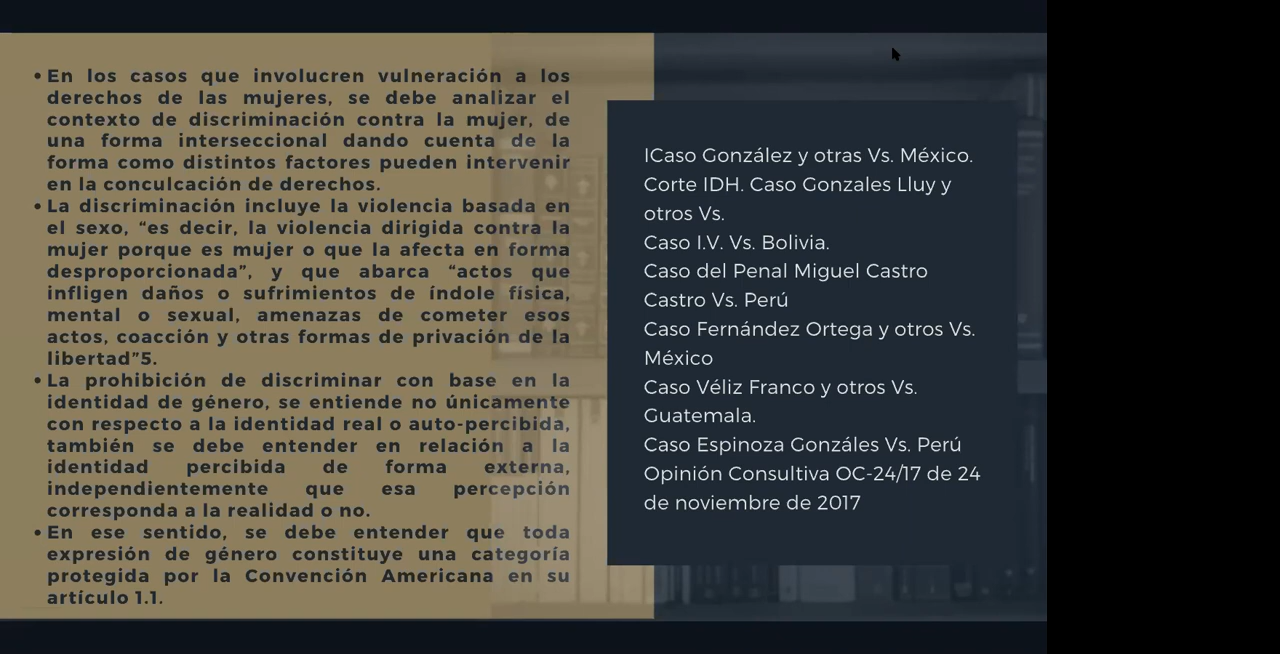 • En los casos que involucren vulneración a los
derechos de las mujeres, se debe analizar el
contexto de discriminación contra la mujer, de
una forma interseccional dando cuenta de la
forma como distintos factores pueden intervenir
en la conculcación de derechos.
• La discriminación incluye la violencia basada en
el sexo, “es decir, la violencia dirigida contra la
mujer porque es mujer o que la afecta en forma
desproporcionada”, y que abarca “actos que
infligen daños o sufrimientos de índole física,
mental o sexual, amenazas de cometer esos
actos, coacción y otras formas de privación de la
libertad”5.
• La prohibición de discriminar con base en la
identidad de género, se entiende no únicamente
con respecto a la identidad real o auto-percibida,
también se debe entender en relación a la
identidad percibida de forma externa,
independientemente que esa percepción
corresponda a la realidad o no.
• En ese sentido, se debe entender que toda
expresión de género constituye una categoría
protegida por la Convención Americana en su
artículo 1.1.
ICaso González y otras Vs. México.
Corte IDH. Caso Gonzales Lluy y
otros Vs.
Caso I.V. Vs. Bolivia.
Caso del Penal Miguel Castro
Castro Vs. Perú
Caso Fernández Ortega y otros Vs.
México
Caso Véliz Franco y otros Vs.
Guatemala.
Caso Espinoza Gonzáles Vs. Perú
Opinión Consultiva OC-24/17 de 24
de noviembre de 2017